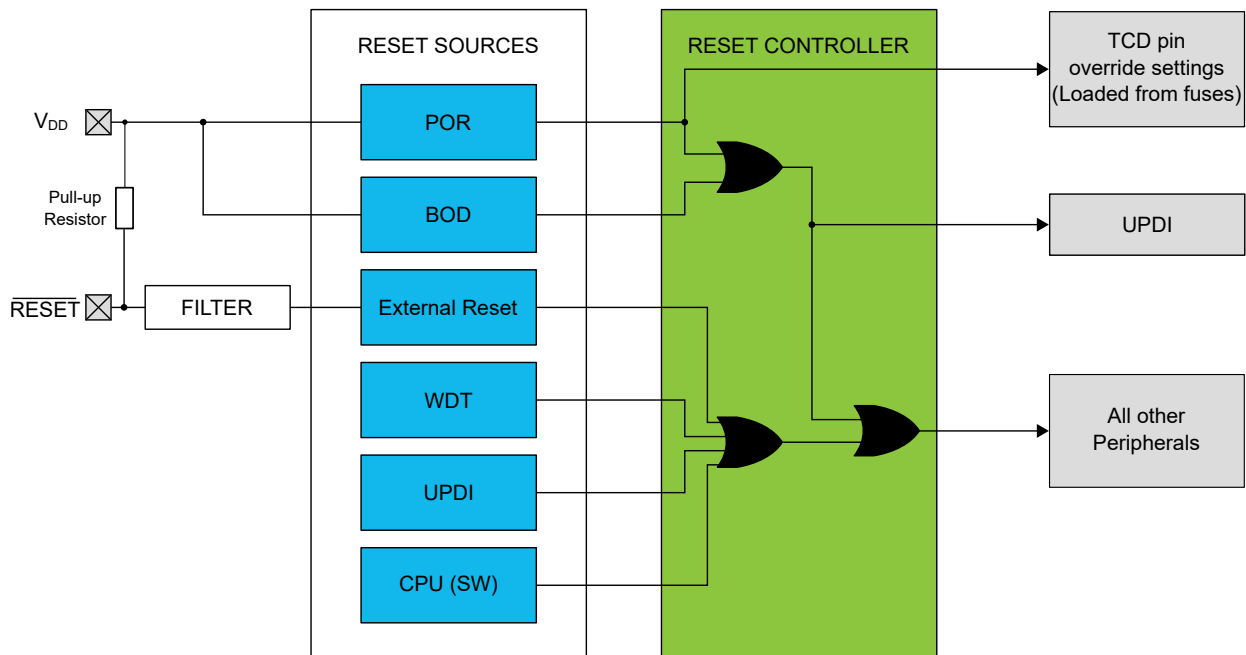 RESET SOURCES
RESET CONTROLLER
TCD pin
override settings
(Loaded from fuses)
VDD
POR
Pull-up
Resistor
BOD
UPDI
RESET
FILTER
External Reset
WDT
All other
Peripherals
UPDI
CPU (SW)